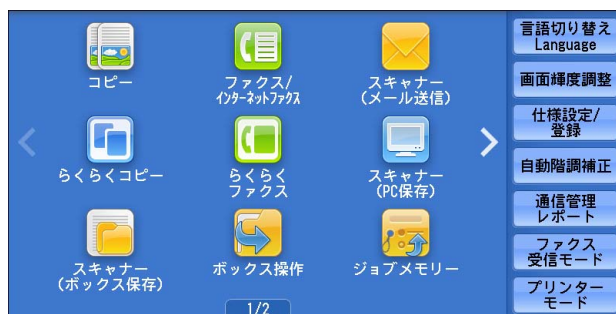 コピー
ファクス/
インターネットファクス
スキャナー
(メール送信)
らくらくコピー
らくらく
ファクス
スキャナー
(PC保存)
スキャナー
(ボックス保存)
ボックス操作
ジョブメモリー
1/2
言語切り替え
Language
画面輝度調整
仕様設定/
登録
自動階調補正
通信管理
レポート
ファクス
受信モード
プリンター
モード